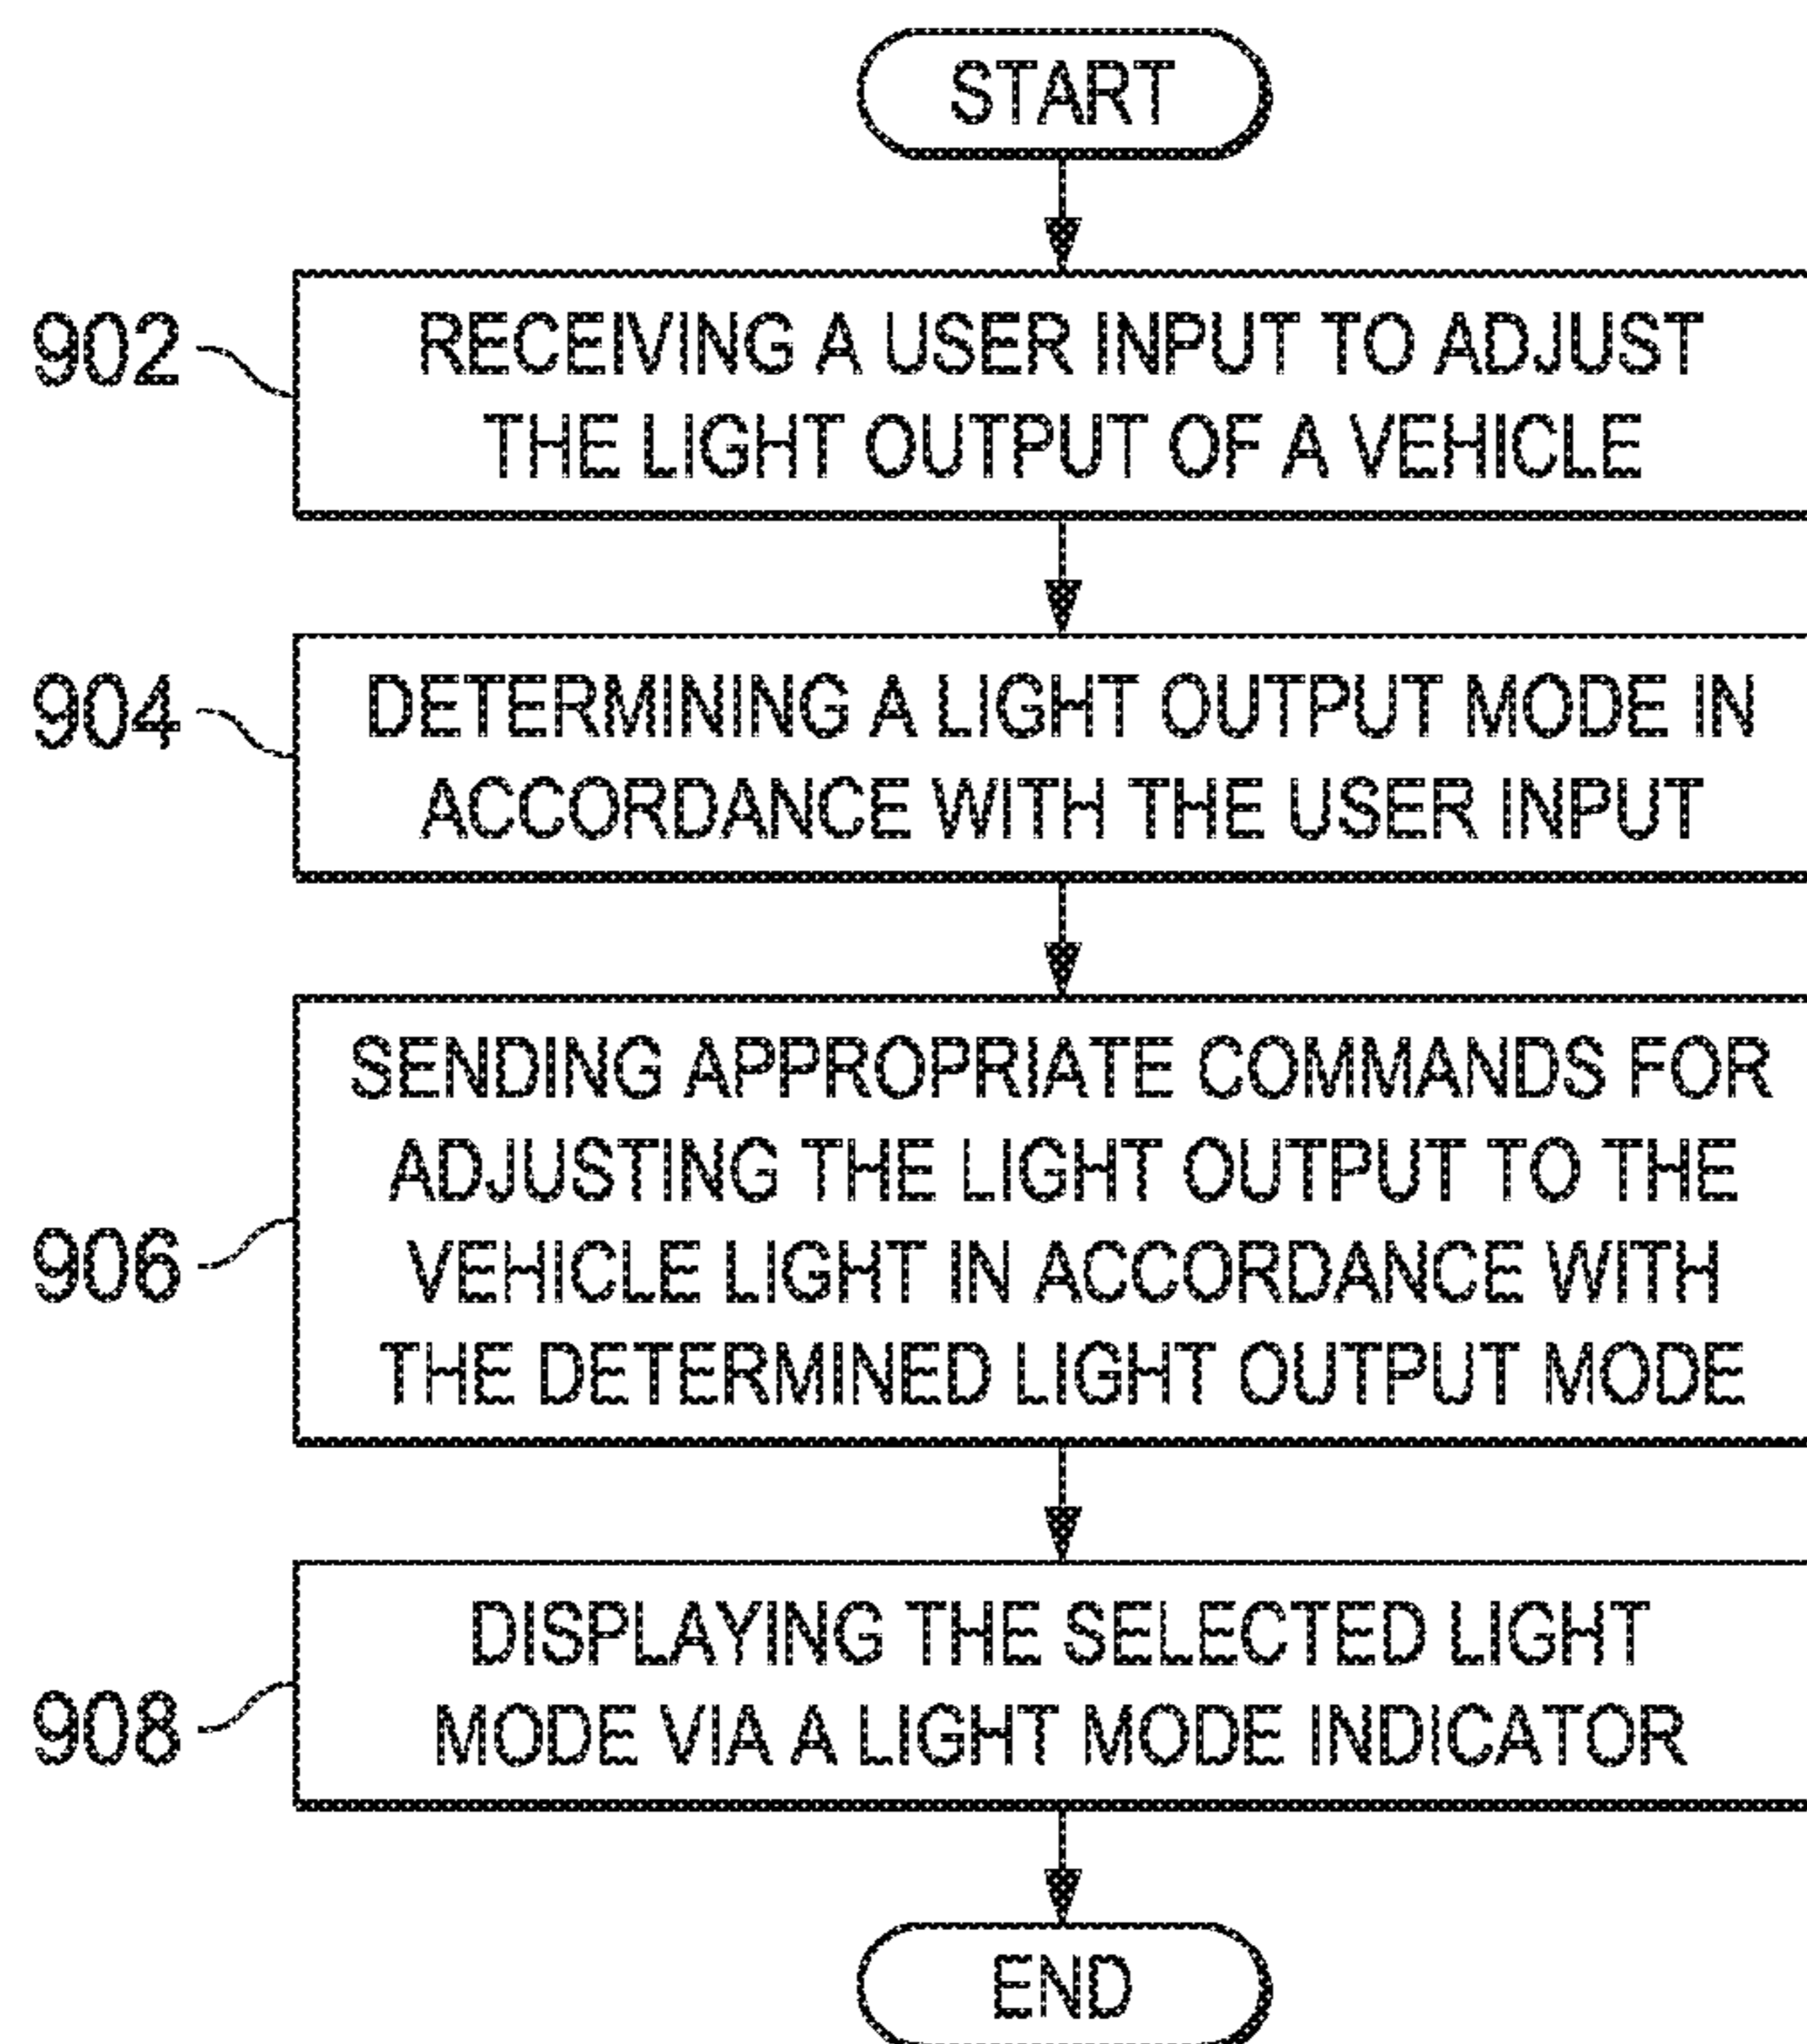 START
902
RECEIVING A USER INPUT TO ADJUST
THE LIGHT OUTPUT OF A VEHICLE
904
DETERMINING A LIGHT OUTPUT MODE IN
ACCORDANCE WITH THE USER INPUT
906
SENDING APPROPRIATE COMMANDS FOR
ADJUSTING THE LIGHT OUTPUT TO THE
VEHICLE LIGHT IN ACCORDANCE WITH
THE DETERMINED LIGHT OUTPUT MODE
908
DISPLAYING THE SELECTED LIGHT
MODE VIA A LIGHT MODE INDICATOR
END